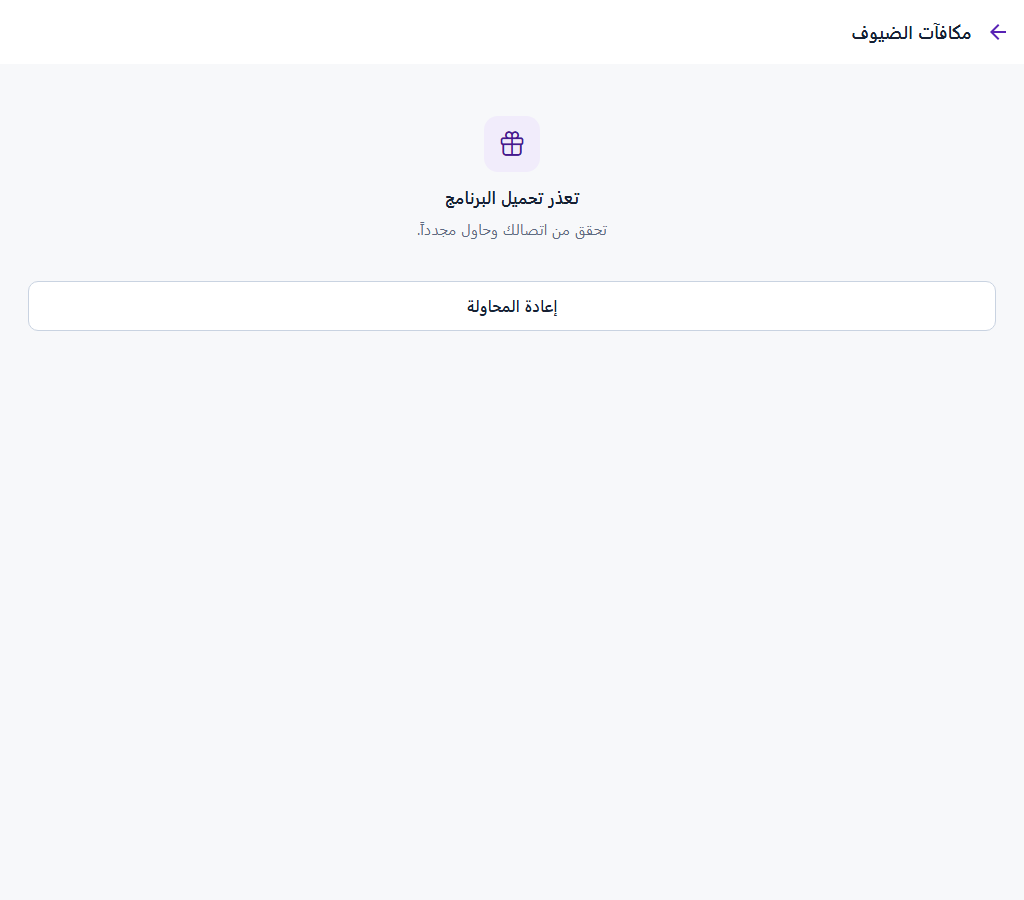 مكافآت الضيوف
تعذر تحميل البرنامج
تحقق من اتصالك وحاول مجدداً.
إعادة المحاولة